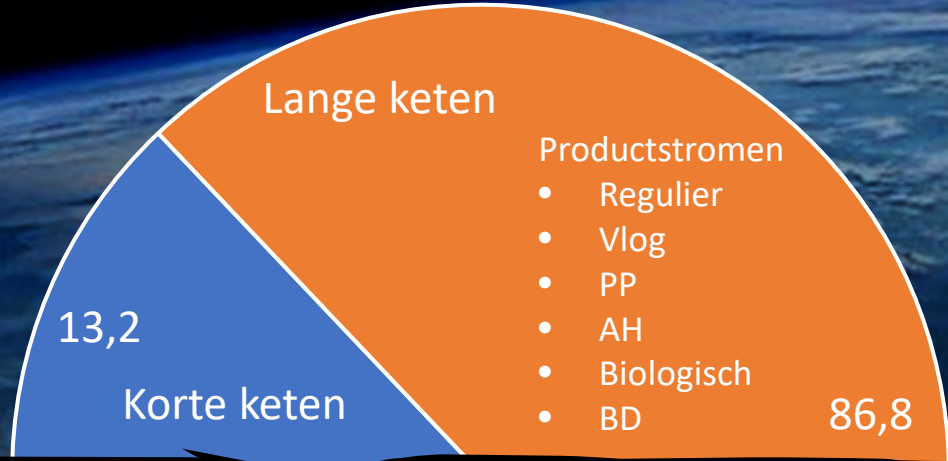 Lange keten
Productstromen
• Regulier
• Vlog
• PP
• AH
• Biologisch
• BD
13,2
Korte keten
86,8